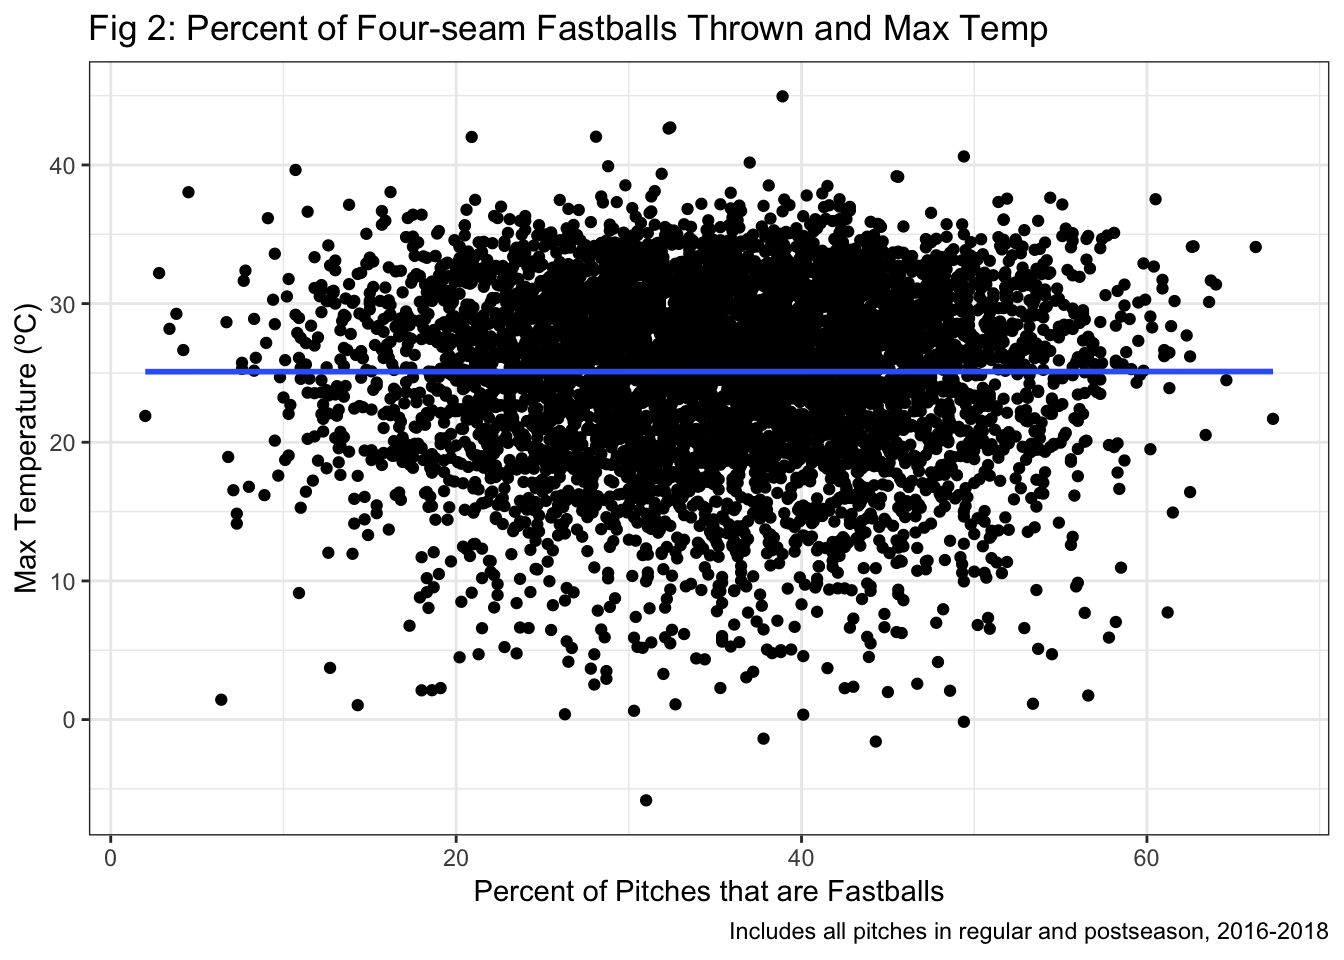 Fig 2: Percent of Four-seam Fastballs Thrown and Max Temp
Max Temperature (ºC)
40
30
20
10
0
0 20 40 60
Percent of Pitches that are Fastballs
Includes all pitches in regular and postseason, 2016-2018